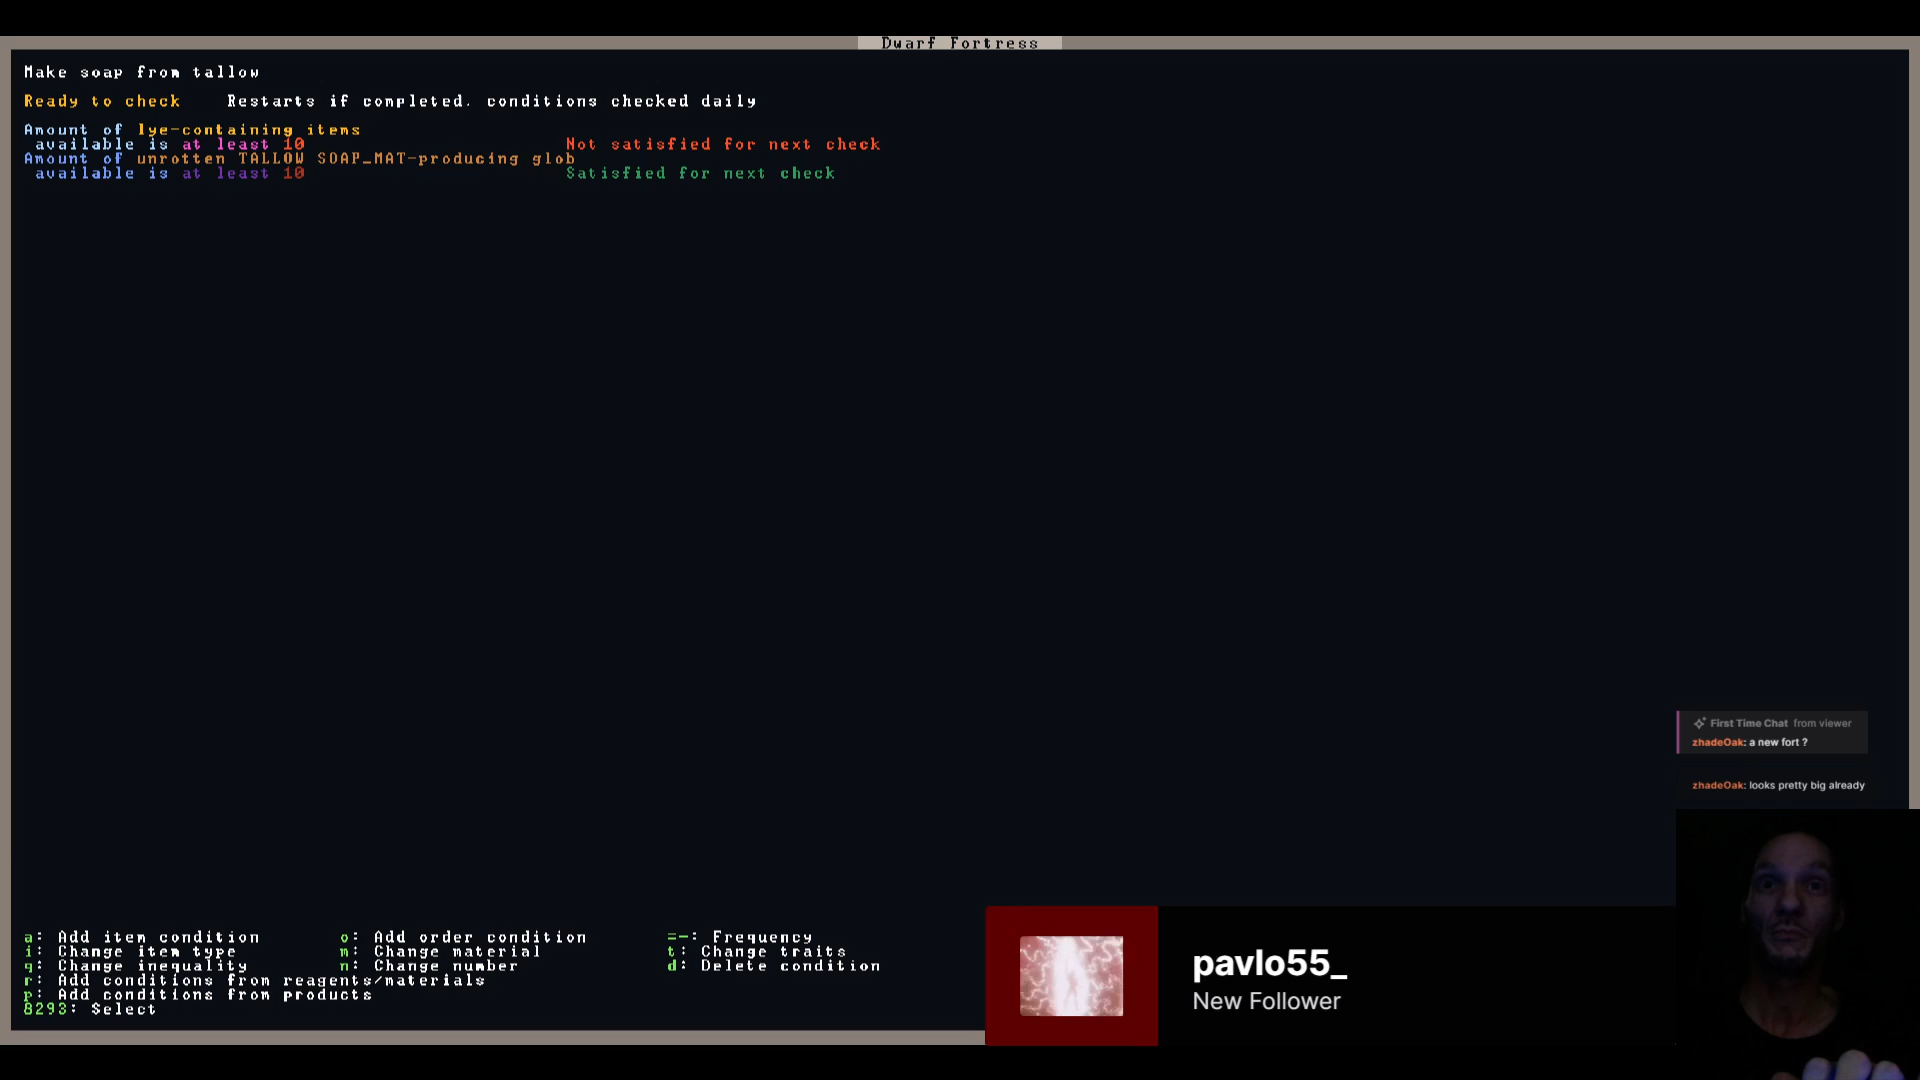 Dwarf Fortress
Make soap from tallow
Ready to check    Restarts if completed, conditions checked daily
Amount of lye-containing items
available is at least 10    Not satisfied for next check
Amount of unrotten TALLOW SOAP_MAT-producing glob
available is at least 10    Satisfied for next check
First Time Chat from viewer
zhadeOak: a new fort ?
zhadeOak: looks pretty big already
a: Add item condition    o: Add order condition    =-: Frequency
i: Change item type    m: Change material    t: Change traits
q: Change inequality    n: Change number    d: Delete condition
r: Add conditions from reagents/materials
p: Add conditions from products
8293: Select
pavlo55_
New Follower